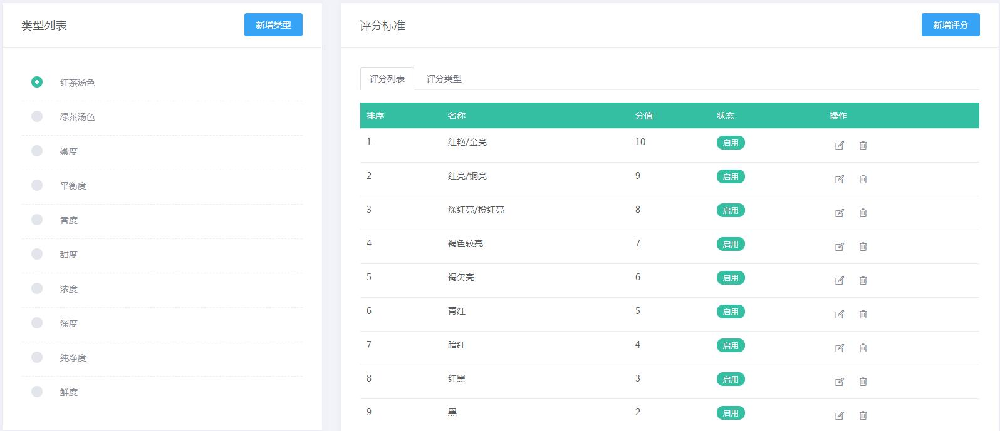 类型列表
新增类型
红茶汤色
绿茶汤色
嫩度
平衡度
香度
甜度
浓度
深度
纯净度
鲜度
评分标准
新增评分
评分列表 评分类型
排序 名称 分值 状态 操作
1 红艳/金亮 10 启用
2 红亮/铜亮 9 启用
3 深红亮/橙红亮 8 启用
4 褐色较亮 7 启用
5 褐欠亮 6 启用
6 青红 5 启用
7 暗红 4 启用
8 红黑 3 启用
9 黑 2 启用